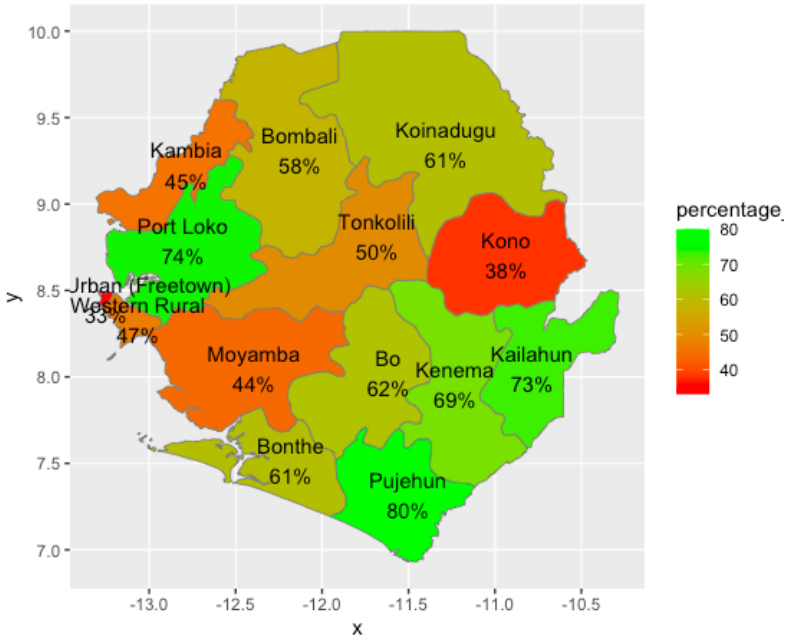 10.0
9.5
9.0
8.5
8.0
7.5
7.0
y
-13.0 -12.5 -12.0 -11.5 -11.0 -10.5
x
Kambia
45%
Bombali
58%
Koinadugu
61%
Port Loko
74%
Tonkolili
50%
Kono
38%
Urban (Freetown)
33%
Western Rural
47%
Moyamba
44%
Bo
62%
Kenema
69%
Kailahun
73%
Bonthe
61%
Pujehun
80%
percentage_
80
70
60
50
40